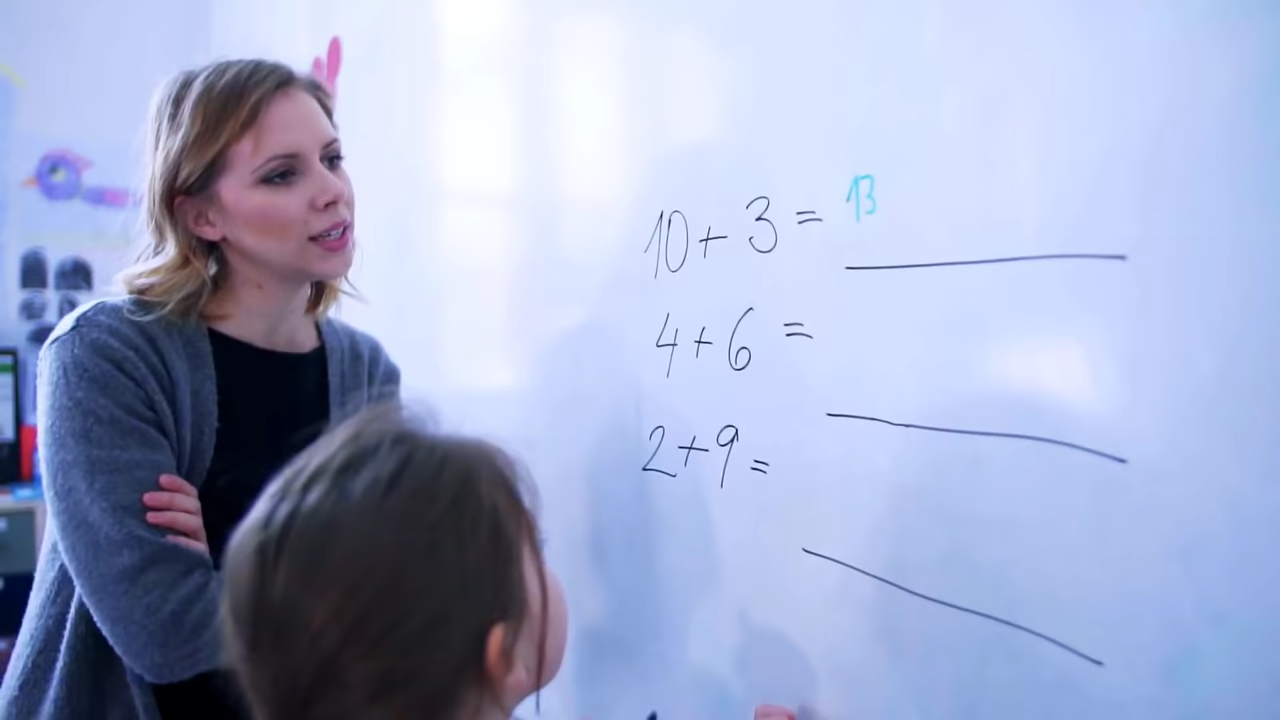 10 + 3 = 13
4 + 6 =
2 + 9 =